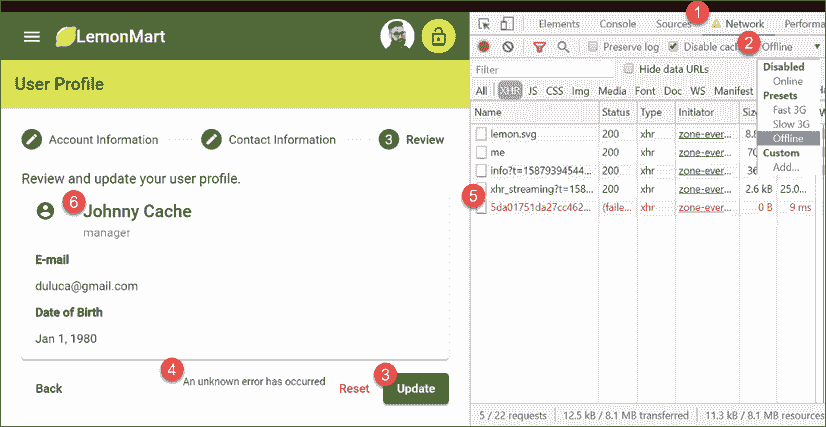 LemonMart
User Profile
Account Information
Contact Information
3 Review
Review and update your user profile.
6
Johnny Cache
manager
E-mail
duluca@gmail.com
Date of Birth
Jan 1, 1980
4
An unknown error has occurred
3
Back
Reset
Update
1
Elements Console Sources Network Performa
2
Preserve log Disable cach Offline
Filter
Hide data URLs
All XHR JS CSS Img Media Font Doc WS Manifest
Disabled
Online
Presets
Fast 3G
Slow 3G
Offline
Custom
Add...
Name Status Type Initiator Siz
lemon.svg 200 xhr zone-ever... 8.
me 200 xhr zone-ever... 70
info?t=15879394544... 200 xhr zone-ever... 36
5
xhr_streaming?t=158... 200 xhr zone-ever... 2.6 kB 25.0...
5da01751da27cc462... (faile... xhr zone-ever... 0 B 9 ms
5 / 22 requests 12.5 kB / 8.1 MB transferred 11.3 kB / 8.1 MB resources